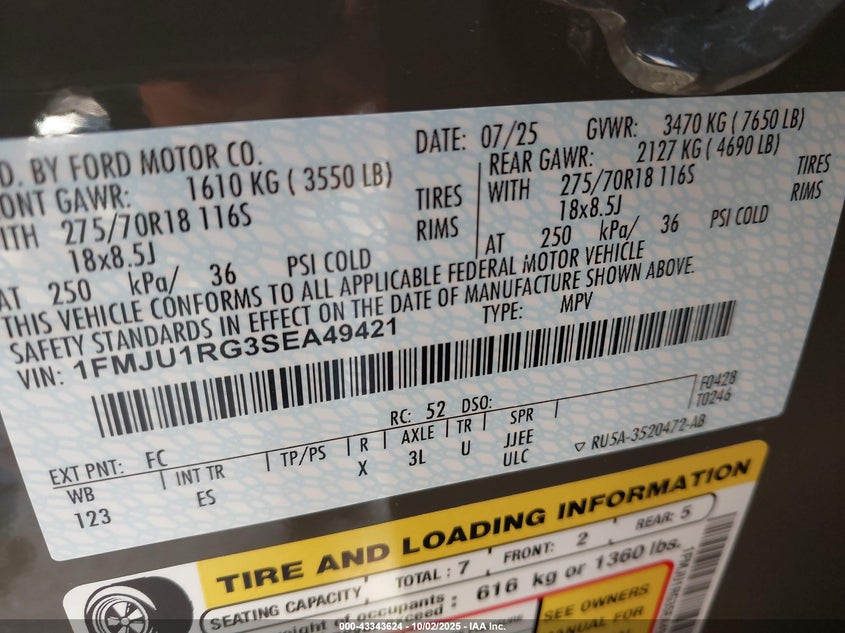 D. BY FORD MOTOR CO.
DATE: 07/25 GVWR: 3470 KG ( 7650 LB)
ONT GAWR: 1610 KG ( 3550 LB)
REAR GAWR: 2127 KG ( 4690 LB)
ITH 275/70R18 116S TIRES
WITH 275/70R18 116S TIRES
18x8.5J RIMS
18x8.5J RIMS
AT 250 kPa/ 36 PSI COLD
AT 250 kPa/ 36 PSI COLD
THIS VEHICLE CONFORMS TO ALL APPLICABLE FEDERAL MOTOR VEHICLE
SAFETY STANDARDS IN EFFECT ON THE DATE OF MANUFACTURE SHOWN ABOVE.
VIN: 1FMJU1RG3SEA49421 TYPE: MPV
F0428
T0246
RC: 52 DSO:
EXT PNT: FC
WB INT TR TP/PS R AXLE TR SPR
123 ES X 3L U JJEE
ULC
RU5A-3520472-AB
TIRE AND LOADING INFORMATION
SEATING CAPACITY TOTAL : 7 FRONT: 2 REAR: 5
weight of occupants 616 kg or 1360 lbs.
SEE OWNERS
MANUAL FOR
000-43343624 | 10/02/2025 - IAA Inc.